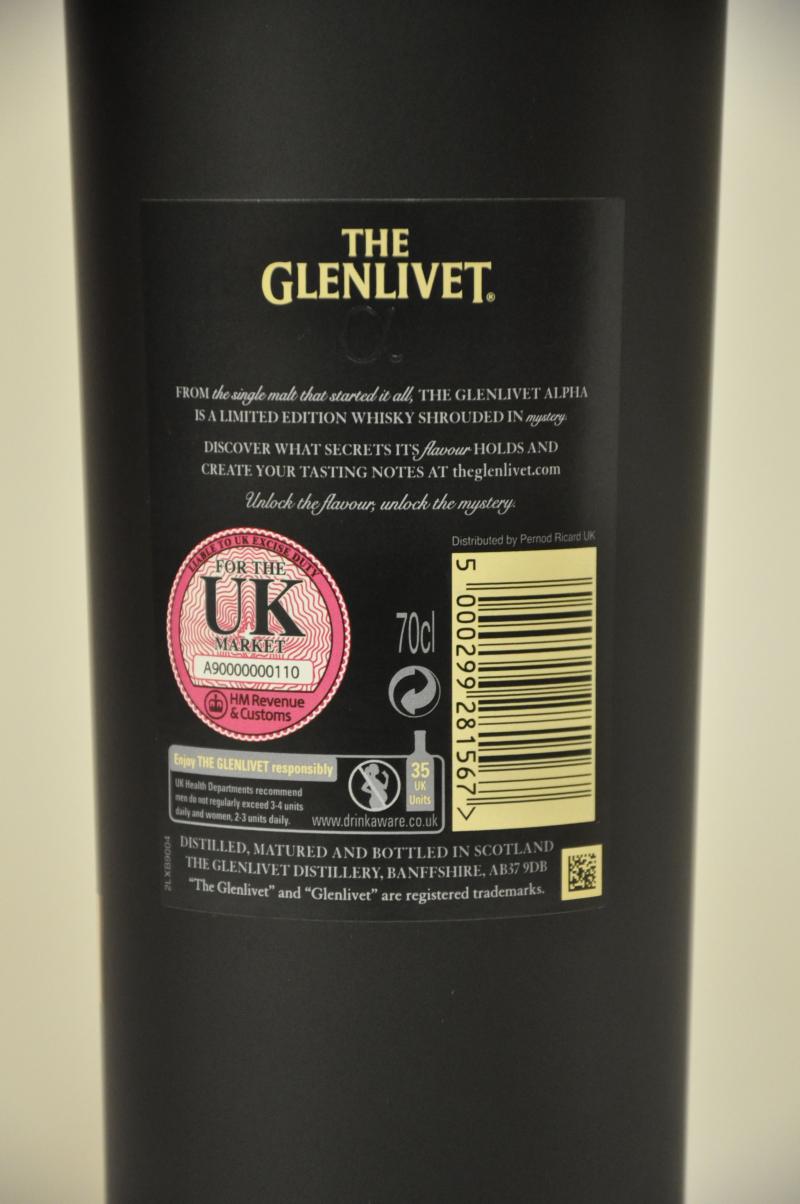 THE
GLENLIVET®
α
FROM the single malt that started it all, THE GLENLIVET ALPHA
IS A LIMITED EDITION WHISKY SHROUDED IN mystery.
DISCOVER WHAT SECRETS ITS flavour HOLDS AND
CREATE YOUR TASTING NOTES AT theglenlivet.com
Unlock the flavour, unlock the mystery.
Distributed by Pernod Ricard UK
LIABLE TO UK EXCISE DUTY
FOR THE
UK
MARKET
A90000000110
HM Revenue
& Customs
70cl
5 000299 281567 >
Enjoy THE GLENLIVET responsibly
UK Health Departments recommend
men do not regularly exceed 3-4 units
daily and women, 2-3 units daily.
35
UK
Units
www.drinkaware.co.uk
2LXB9004
DISTILLED, MATURED AND BOTTLED IN SCOTLAND
THE GLENLIVET DISTILLERY, BANFFSHIRE, AB37 9DB
“The Glenlivet” and “Glenlivet” are registered trademarks.